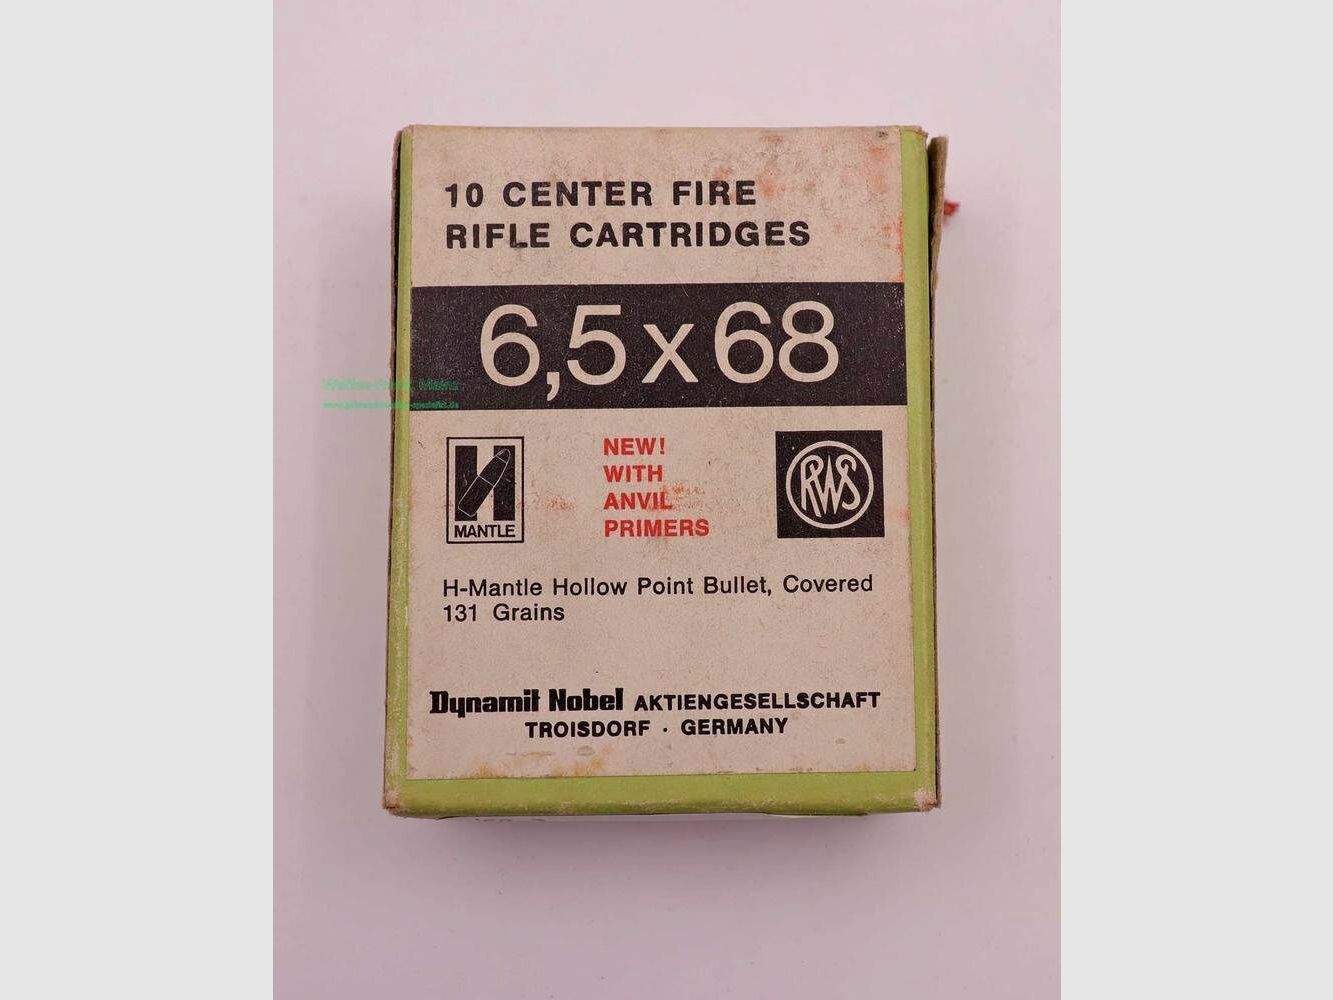 10 CENTER FIRE
RIFLE CARTRIDGES
6,5x68
H
MANTLE
NEW!
WITH
ANVIL
PRIMERS
RWS
H-Mantle Hollow Point Bullet, Covered
131 Grains
Dynamit Nobel AKTIENGESELLSCHAFT
TROISDORF · GERMANY